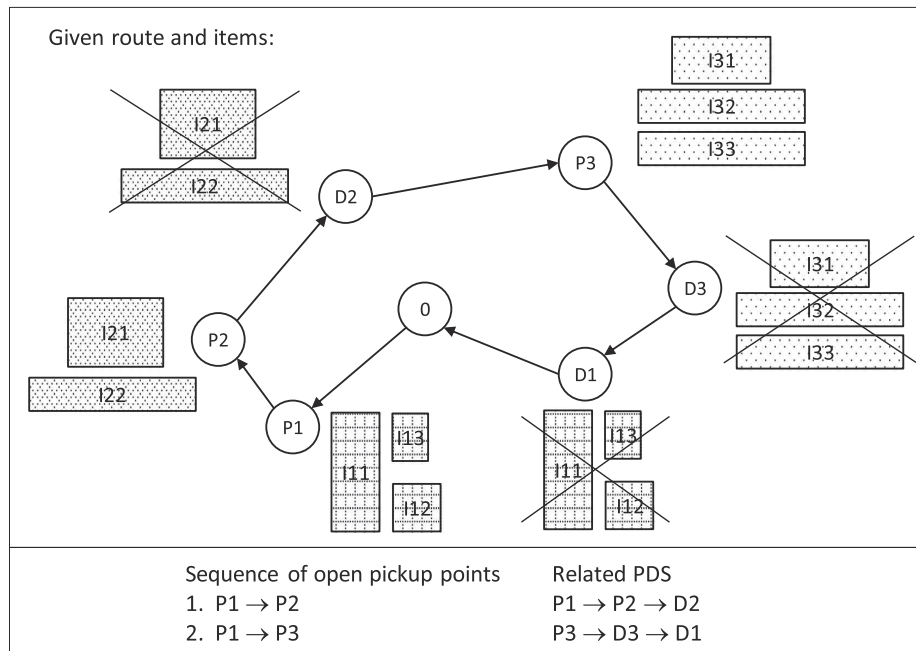 Given route and items:
I31
I32
I33
I21
I22
P3
D2
I31
I32
I33
D3
0
I21
I22
P2
D1
P1
I11
I13
I12
I11
I13
I12
Sequence of open pickup points
Related PDS
1. P1 → P2
P1 → P2 → D2
2. P1 → P3
P3 → D3 → D1